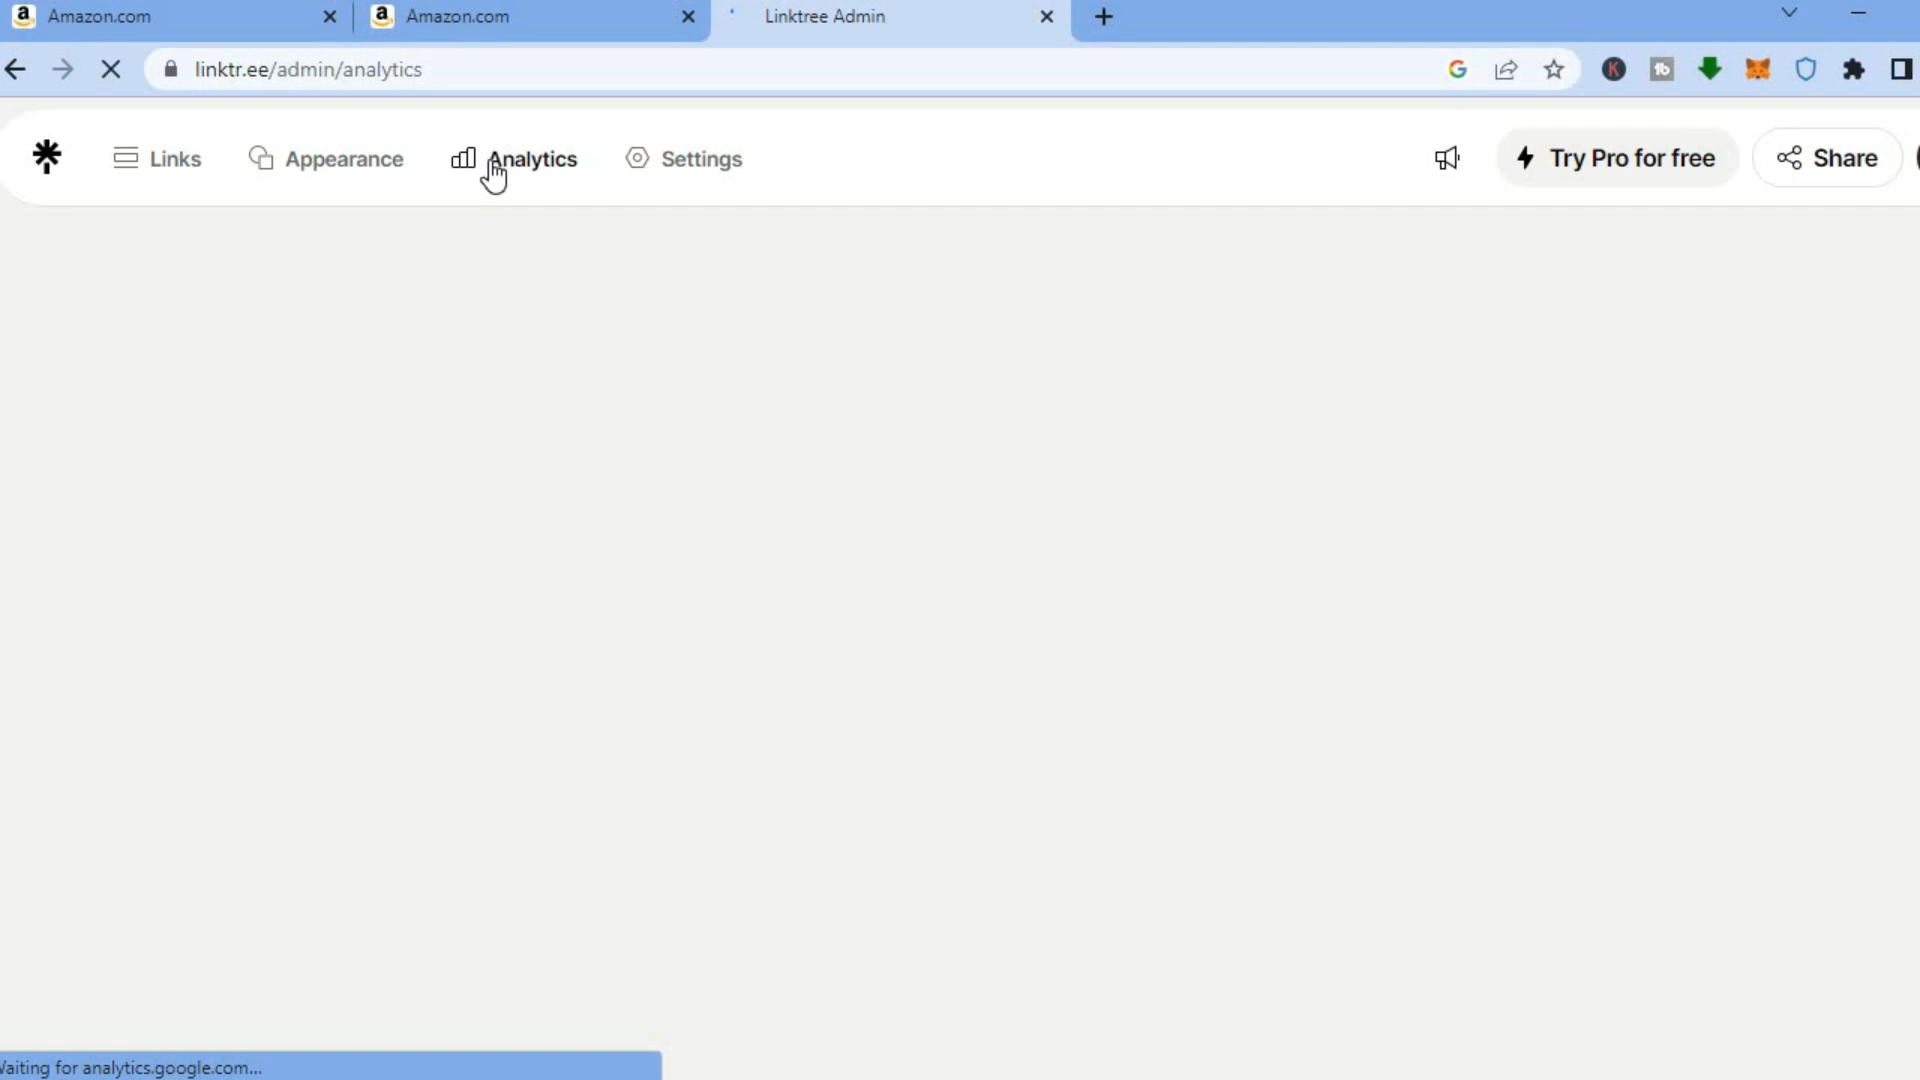 Amazon.com
Amazon.com
Linktree Admin
linktr.ee/admin/analytics
Links
Appearance
Analytics
Settings
Try Pro for free
Share
aiting for analytics.google.com...